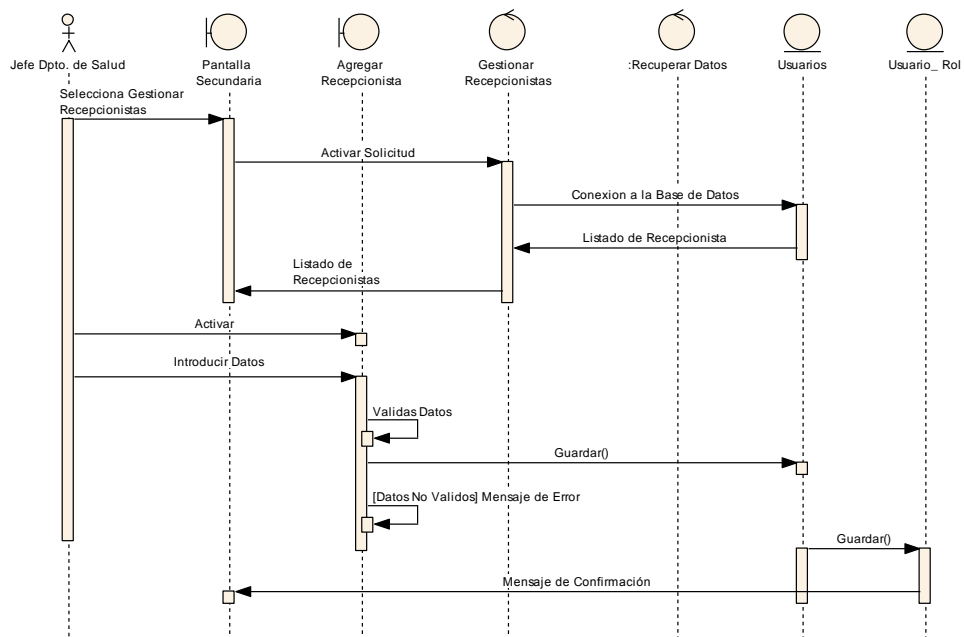 Jefe Dpto. de Salud
Pantalla
Secundaria
Agregar
Recepcionista
Gestionar
Recepcionistas
:Recuperar Datos
Usuarios
Usuario_ Rol
Selecciona Gestionar
Recepcionistas
Activar Solicitud
Conexion a la Base de Datos
Listado de Recepcionista
Listado de
Recepcionistas
Activar
Introducir Datos
Validas Datos
Guardar()
[Datos No Validos] Mensaje de Error
Guardar()
Mensaje de Confirmación